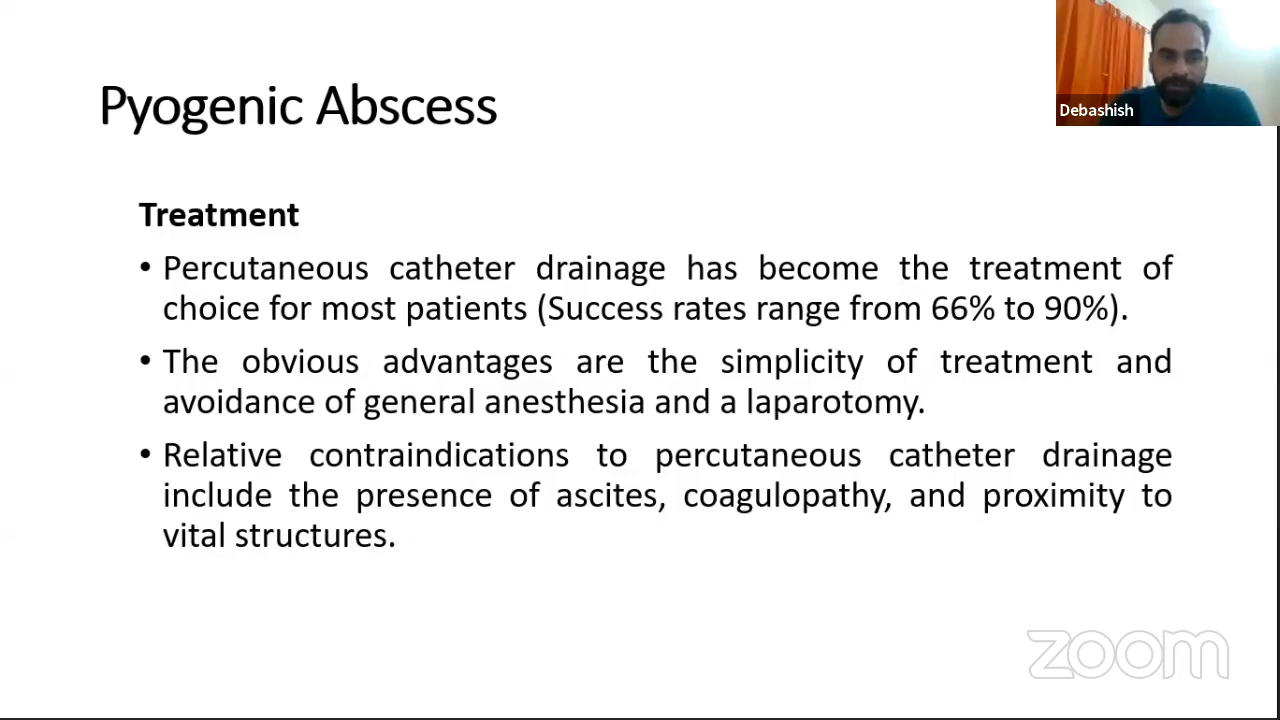 Pyogenic Abscess
Debashish
Treatment
• Percutaneous catheter drainage has become the treatment of
choice for most patients (Success rates range from 66% to 90%).
• The obvious advantages are the simplicity of treatment and
avoidance of general anesthesia and a laparotomy.
• Relative contraindications to percutaneous catheter drainage
include the presence of ascites, coagulopathy, and proximity to
vital structures.
zoom